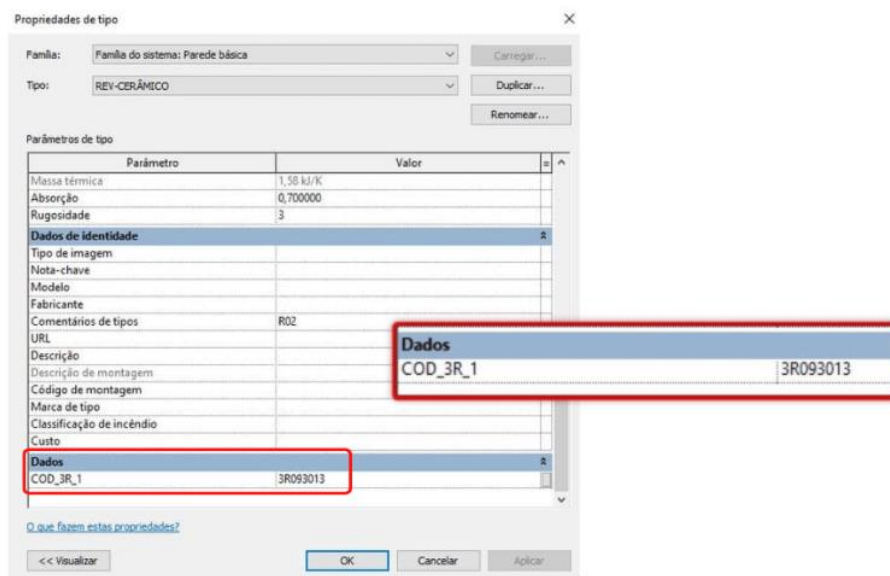 Propriedades de tipo
Família: Família do sistema: Parede básica Carregar...
Tipo: REV-CERÂMICO Duplicar...
Renomear...
Parâmetros de tipo
Parâmetro Valor =
Massa térmica 1,58 kJ/K
Absorção 0,700000
Rugosidade 3
Dados de identidade
Tipo de imagem
Nota-chave
Modelo
Fabricante
Comentários de tipos R02
URL
Descrição
Descrição de montagem
Código de montagem
Marca de tipo
Classificação de incêndio
Custo
Dados
COD_3R_1 3R093013
Dados
COD_3R_1 3R093013
O que fazem estas propriedades?
<< Visualizar OK Cancelar Aplicar